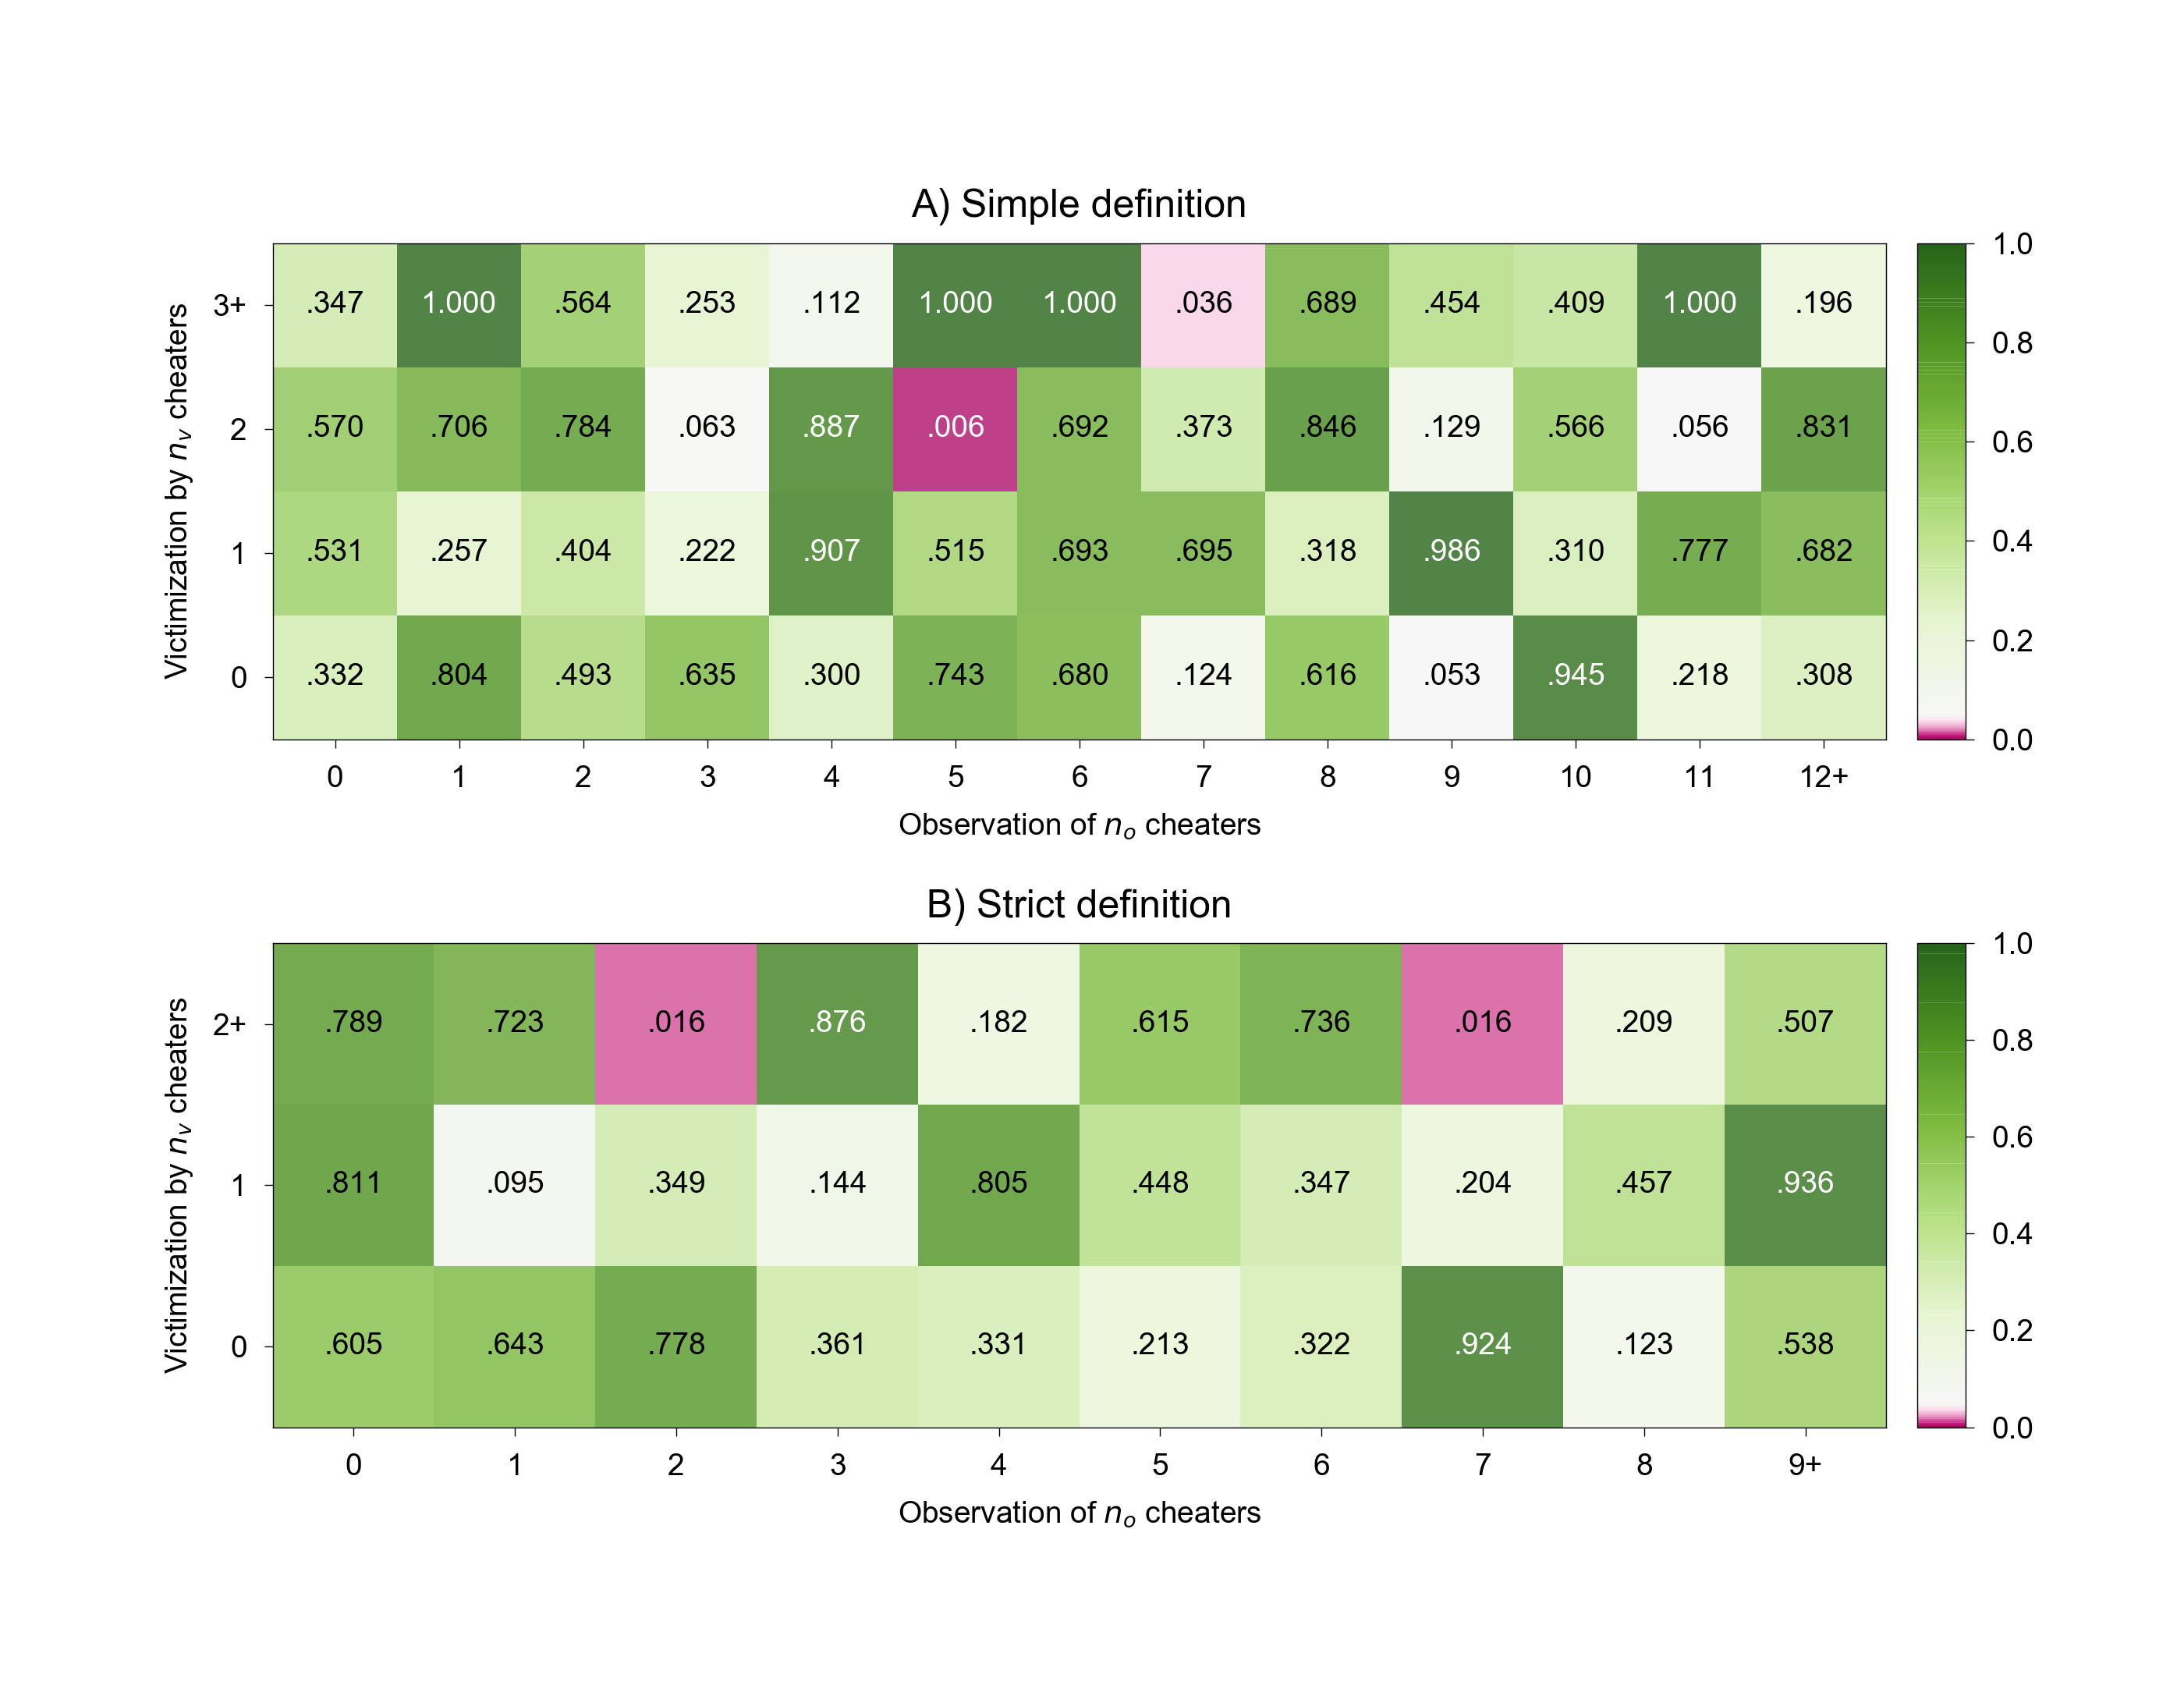 A) Simple definition
3+ .347 1.000 .564 .253 .112 1.000 1.000 .036 .689 .454 .409 1.000 .196
2 .570 .706 .784 .063 .887 .006 .692 .373 .846 .129 .566 .056 .831
1 .531 .257 .404 .222 .907 .515 .693 .695 .318 .986 .310 .777 .682
0 .332 .804 .493 .635 .300 .743 .680 .124 .616 .053 .945 .218 .308
0 1 2 3 4 5 6 7 8 9 10 11 12+
Observation of n_o cheaters
Victimization by n_v cheaters
1.0
0.8
0.6
0.4
0.2
0.0
B) Strict definition
2+ .789 .723 .016 .876 .182 .615 .736 .016 .209 .507
1 .811 .095 .349 .144 .805 .448 .347 .204 .457 .936
0 .605 .643 .778 .361 .331 .213 .322 .924 .123 .538
0 1 2 3 4 5 6 7 8 9+
Observation of n_o cheaters
Victimization by n_v cheaters
1.0
0.8
0.6
0.4
0.2
0.0